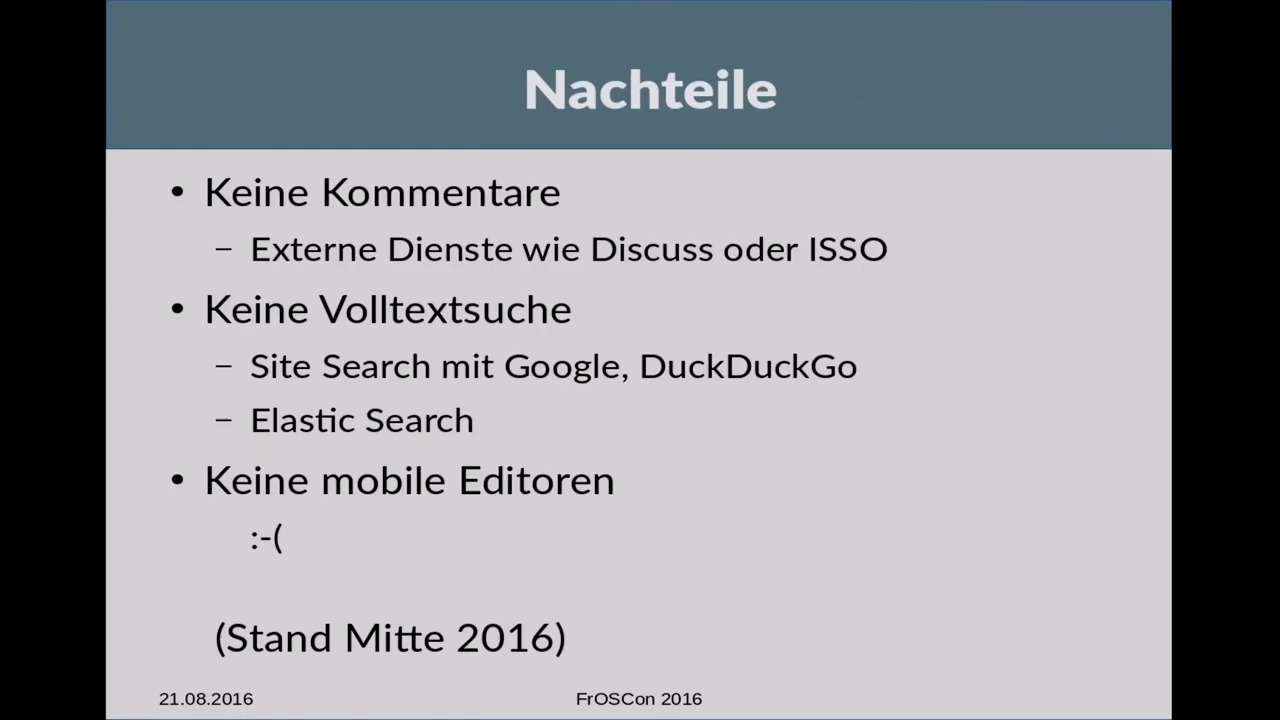 Nachteile
• Keine Kommentare
– Externe Dienste wie Discuss oder ISSO
• Keine Volltextsuche
– Site Search mit Google, DuckDuckGo
– Elastic Search
• Keine mobile Editoren
:-(
(Stand Mitte 2016)
21.08.2016 FrOSCon 2016